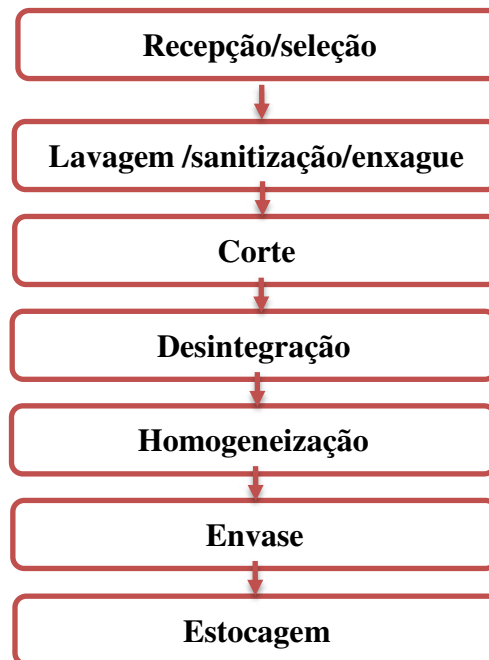 Recepção/seleção
Lavagem /sanitização/enxague
Corte
Desintegração
Homogeneização
Envase
Estocagem